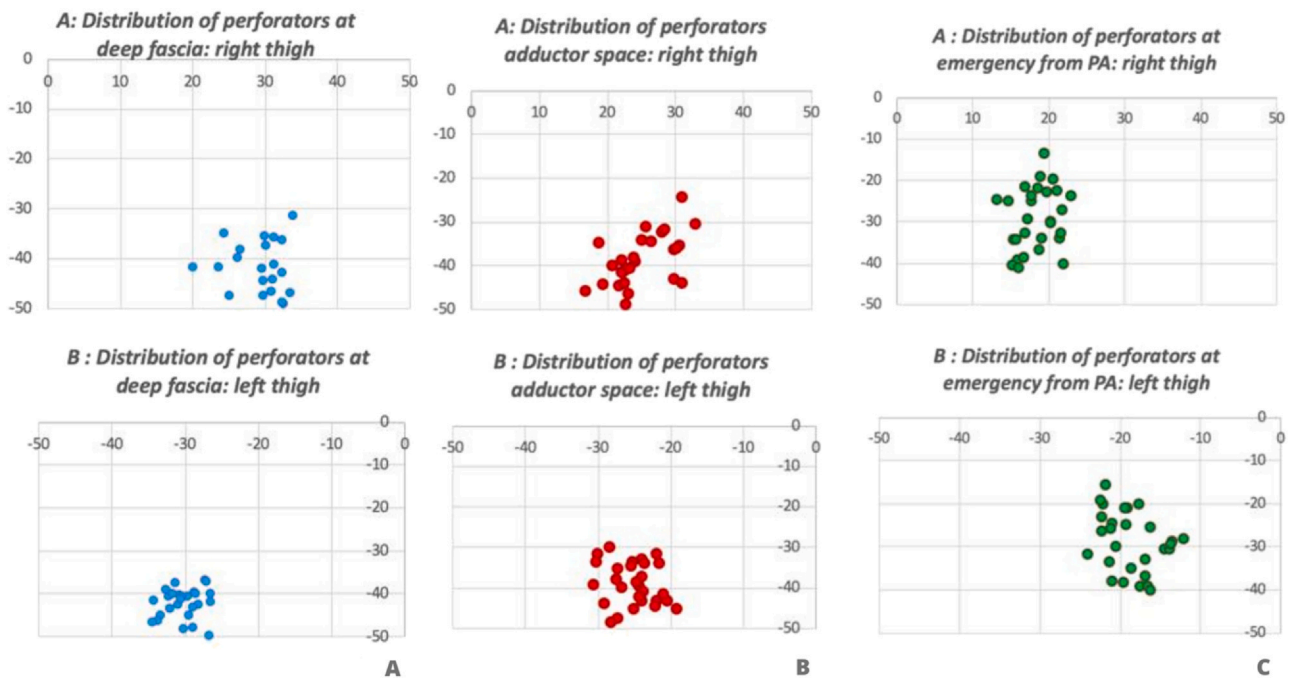 A: Distribution of perforators at
deep fascia: right thigh
0
0 10 20 30 40 50
-10
-20
-30
-40
-50
A: Distribution of perforators
adductor space: right thigh
0
0 10 20 30 40 50
-10
-20
-30
-40
-50
A : Distribution of perforators at
emergency from PA: right thigh
0
0 10 20 30 40 50
-10
-20
-30
-40
-50
B : Distribution of perforators at
deep fascia: left thigh
0
-50 -40 -30 -20 -10 0
-10
-20
-30
-40
-50
A
B : Distribution of perforators
adductor space: left thigh
0
-50 -40 -30 -20 -10 0
-10
-20
-30
-40
-50
B
B : Distribution of perforators at
emergency from PA: left thigh
0
-50 -40 -30 -20 -10 0
-10
-20
-30
-40
-50
C